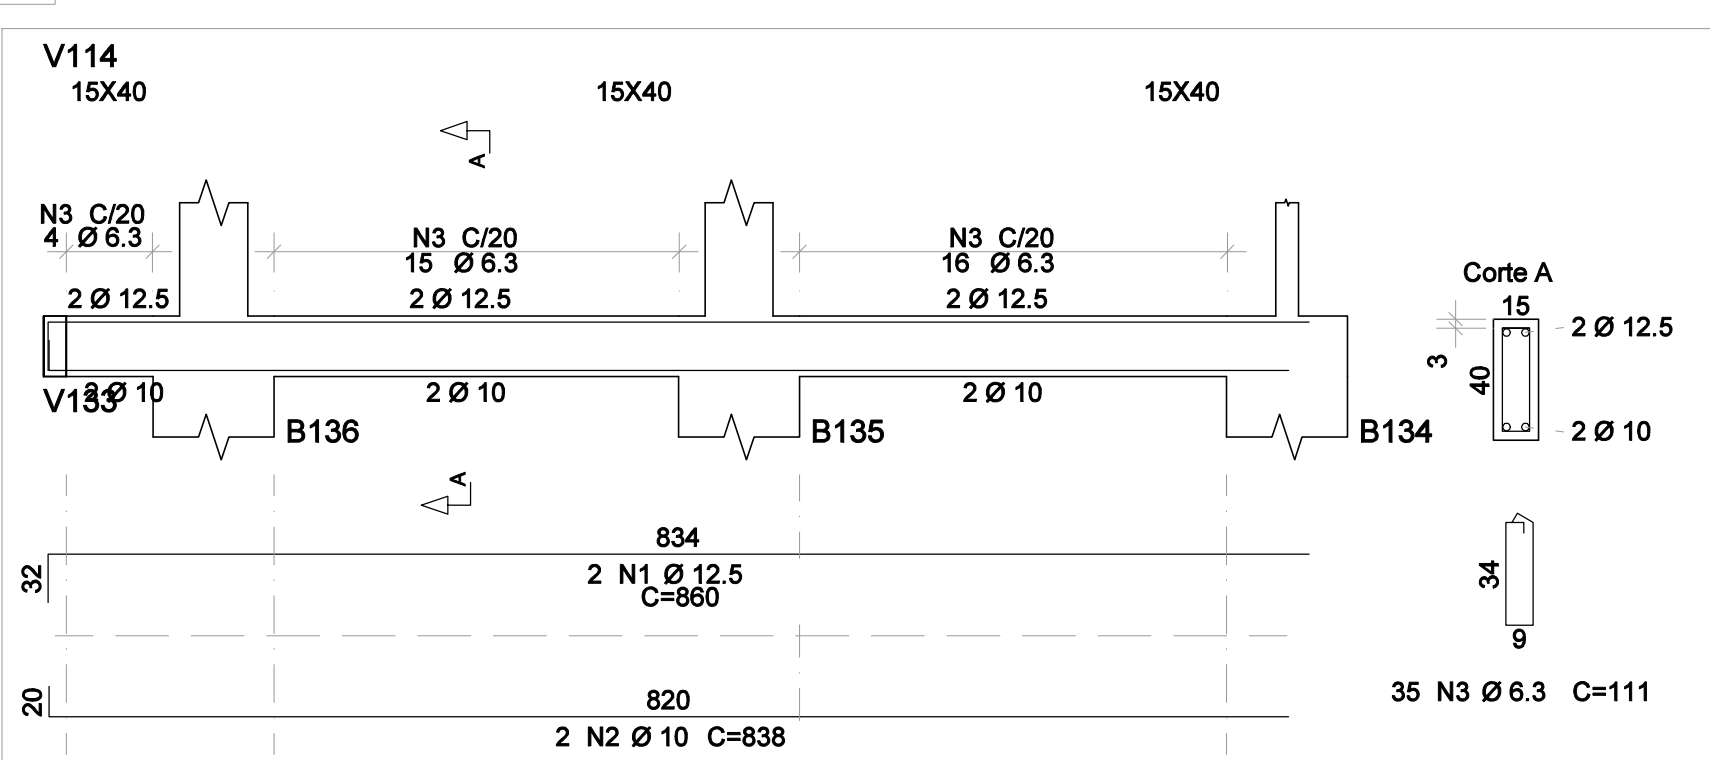 V114
15X40
15X40
15X40
A
N3 C/20
4 Ø 6.3
N3 C/20
15 Ø 6.3
N3 C/20
16 Ø 6.3
2 Ø 12.5
2 Ø 12.5
2 Ø 12.5
Corte A
15
2 Ø 12.5
3
40
2 Ø 10
V133
2 Ø 10
2 Ø 10
2 Ø 10
B136
B135
B134
A
834
32
2 N1 Ø 12.5
C=860
34
9
35 N3 Ø 6.3 C=111
20
820
2 N2 Ø 10 C=838